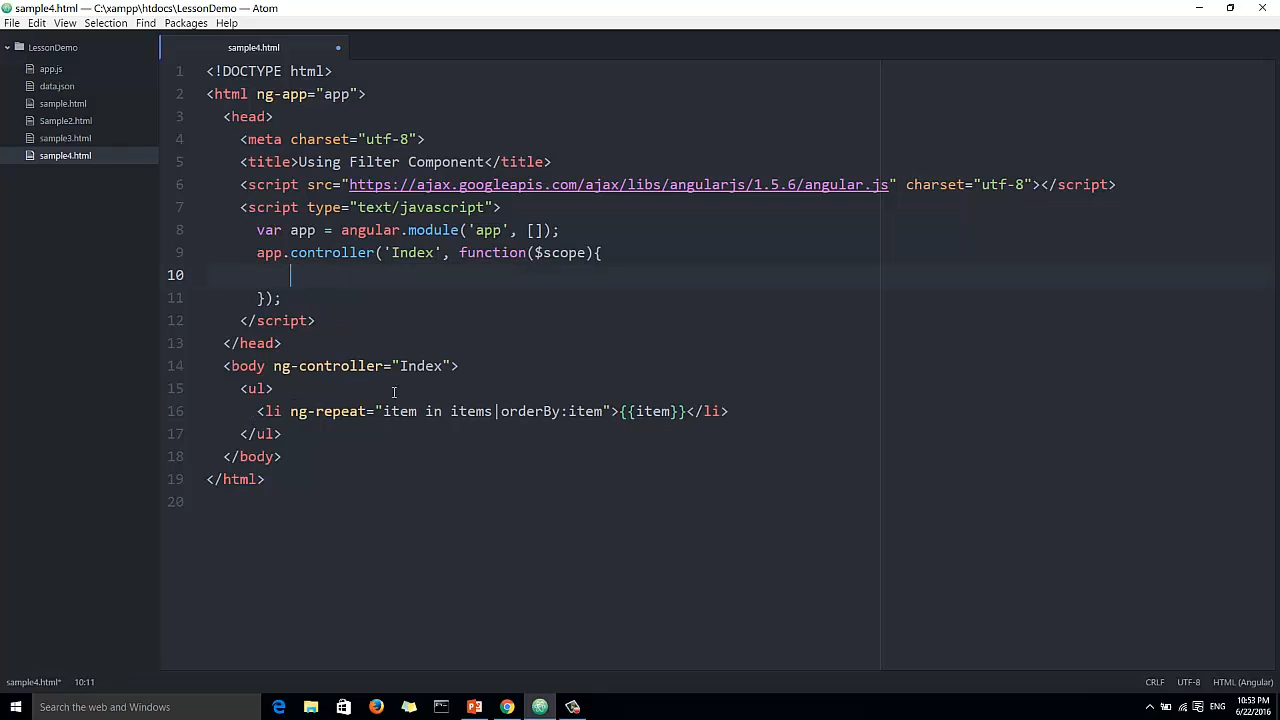 sample4.html — C:\xampp\htdocs\LessonDemo — Atom
File Edit View Selection Find Packages Help
LessonDemo
app.js
data.json
sample.html
Sample2.html
sample3.html
sample4.html
sample4.html
1 <!DOCTYPE html>
2 <html ng-app="app">
3 <head>
4 <meta charset="utf-8">
5 <title>Using Filter Component</title>
6 <script src="https://ajax.googleapis.com/ajax/libs/angularjs/1.5.6/angular.js" charset="utf-8"></script>
7 <script type="text/javascript">
8 var app = angular.module('app', []);
9 app.controller('Index', function($scope){
10
11 });
12 </script>
13 </head>
14 <body ng-controller="Index">
15 <ul>
16 <li ng-repeat="item in items|orderBy:item">{{item}}</li>
17 </ul>
18 </body>
19 </html>
20
sample4.html* 10:11 CRLF UTF-8 HTML (Angular)
Search the web and Windows
ENG
10:53 PM
6/22/2016